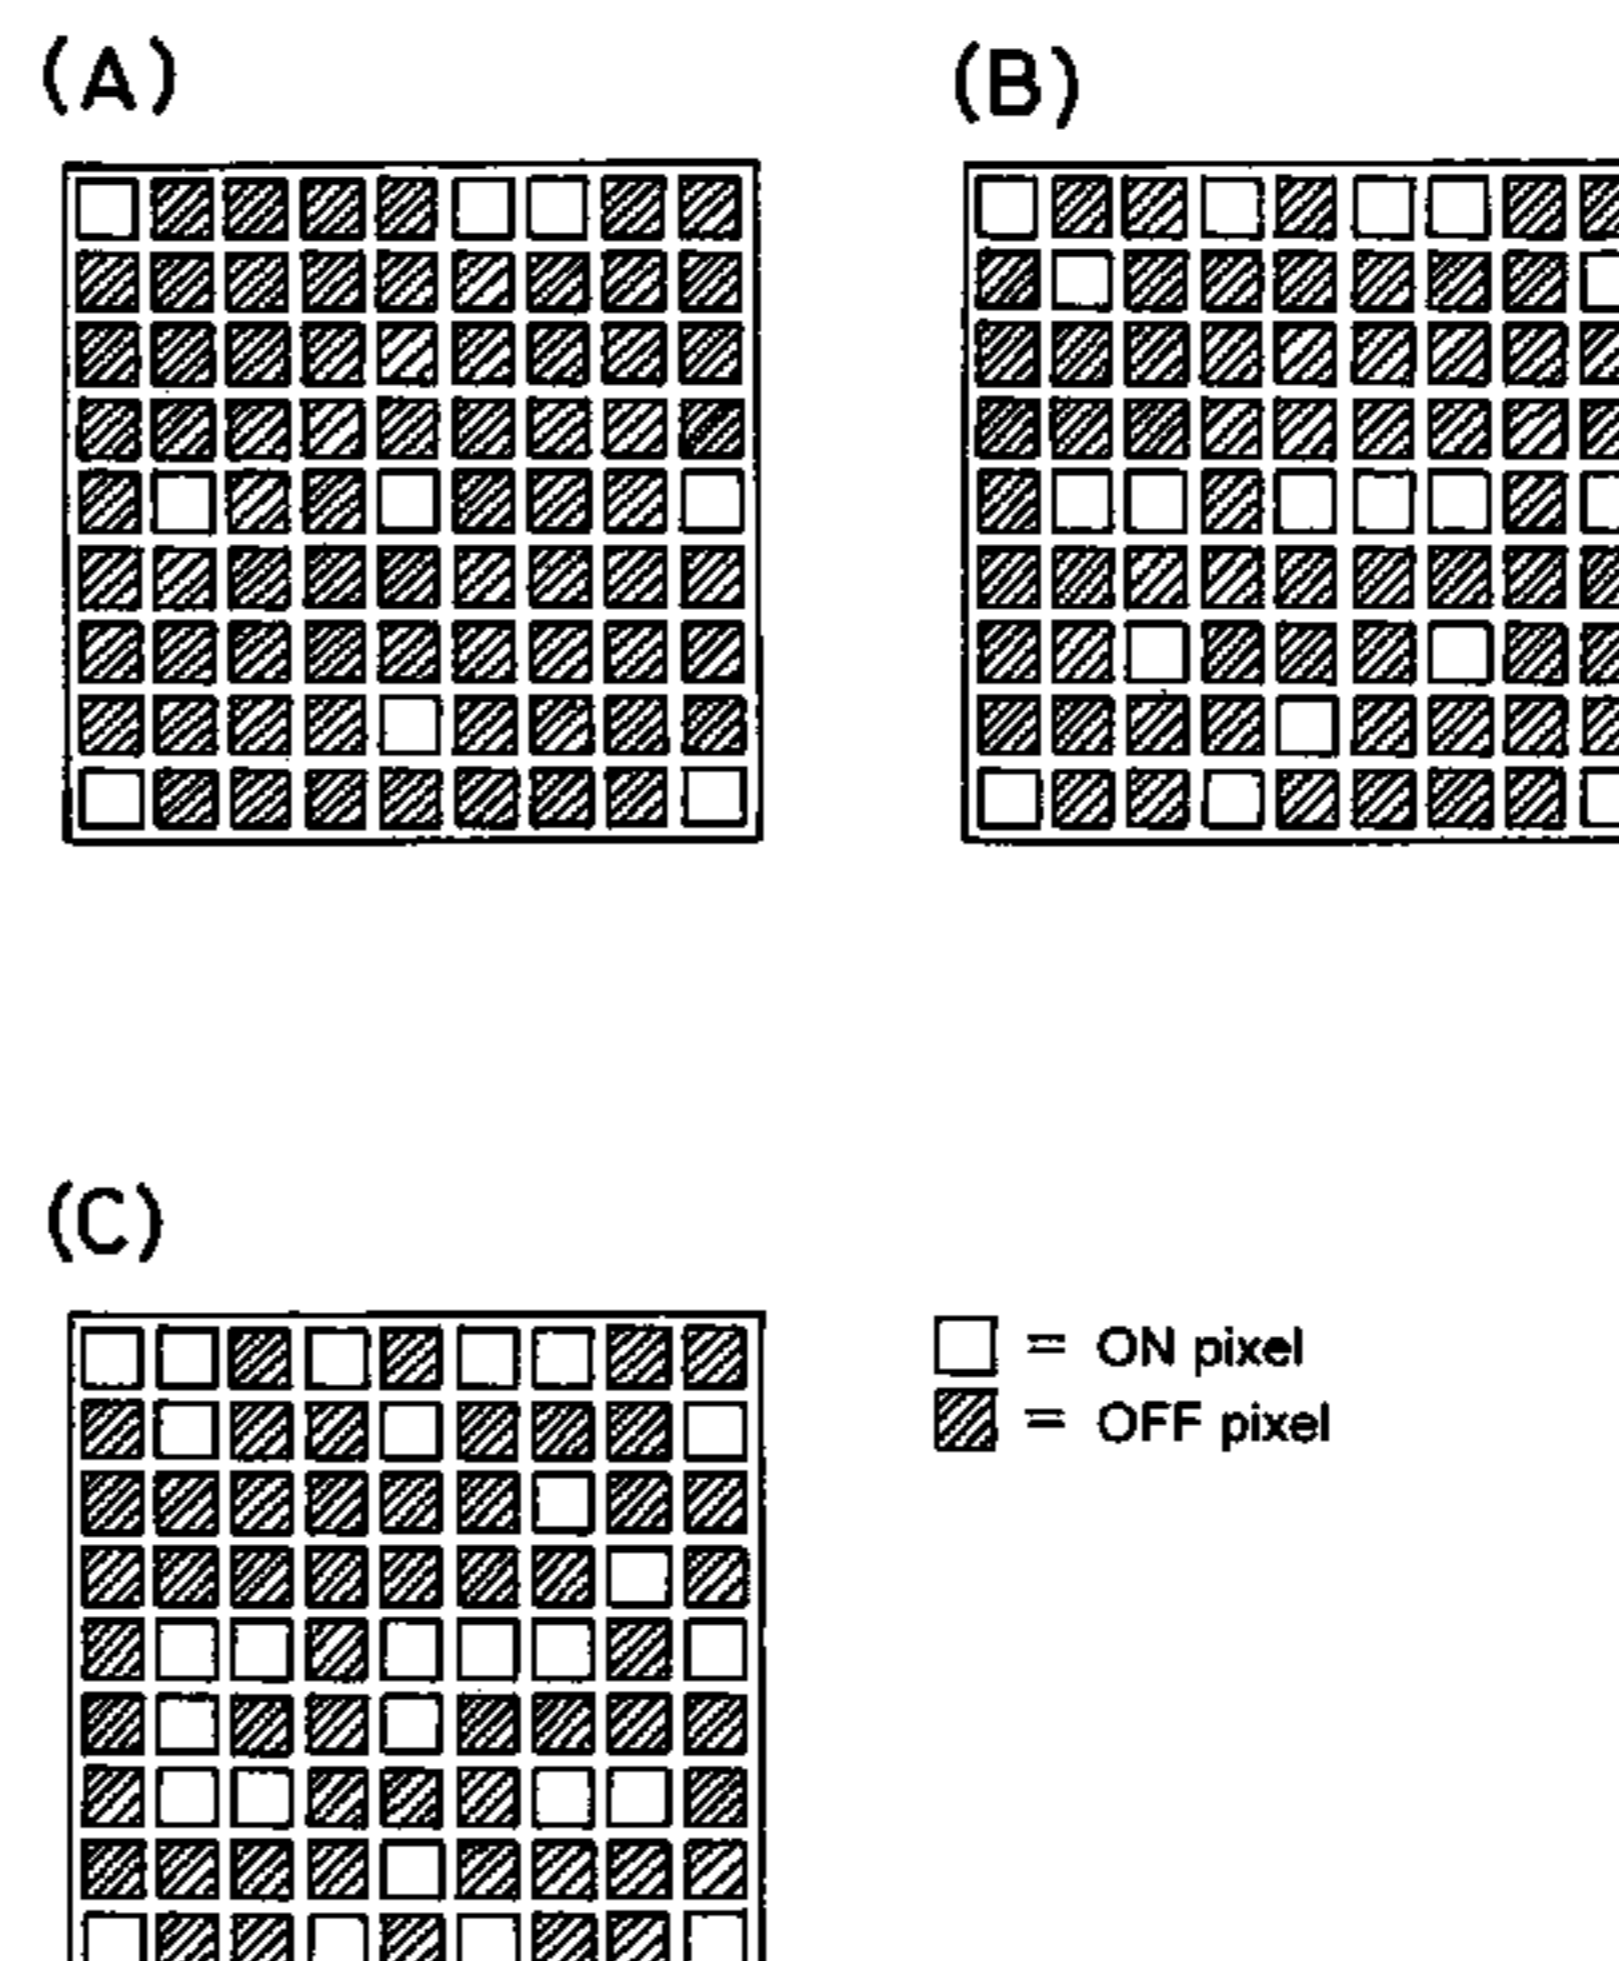 (A)
(B)
(C)
= ON pixel
= OFF pixel